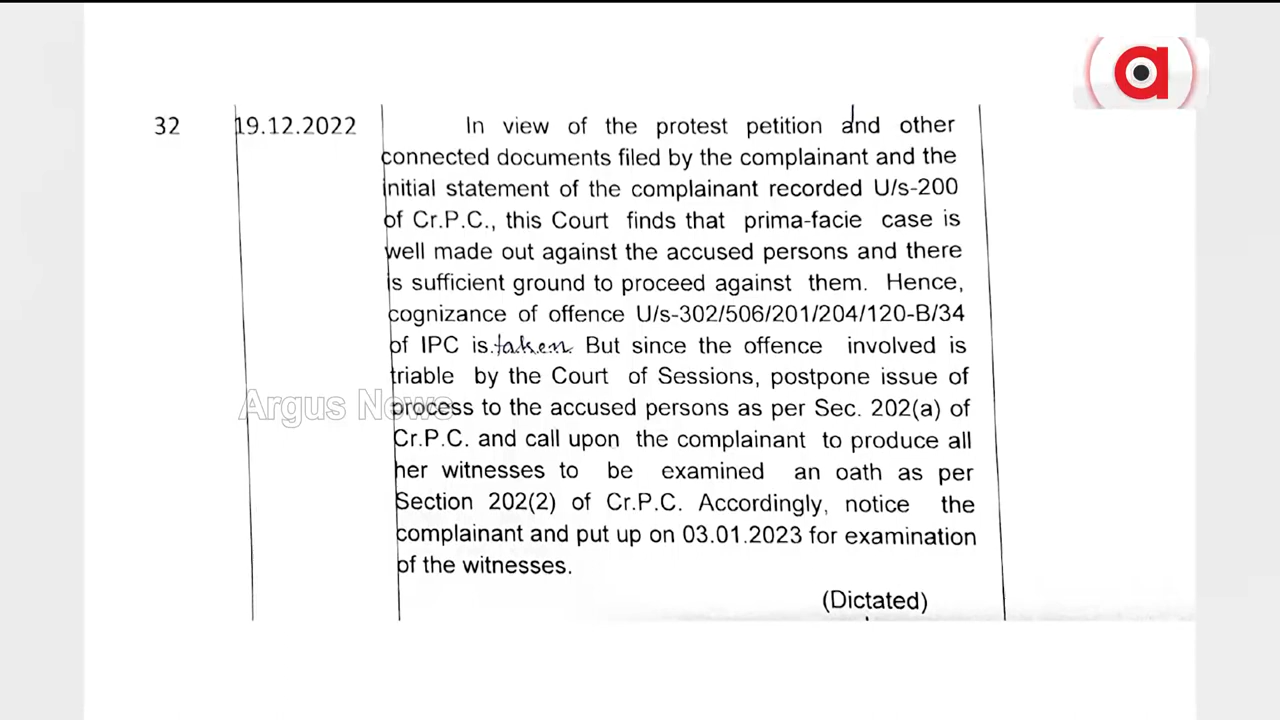 a
32 19.12.2022 In view of the protest petition and other
connected documents filed by the complainant and the
initial statement of the complainant recorded U/s-200
of Cr.P.C., this Court finds that prima-facie case is
well made out against the accused persons and there
is sufficient ground to proceed against them. Hence,
cognizance of offence U/s-302/506/201/204/120-B/34
of IPC is taken. But since the offence involved is
triable by the Court of Sessions, postpone issue of
process to the accused persons as per Sec. 202(a) of
Cr.P.C. and call upon the complainant to produce all
her witnesses to be examined an oath as per
Section 202(2) of Cr.P.C. Accordingly, notice the
complainant and put up on 03.01.2023 for examination
of the witnesses.
(Dictated)
Argus News